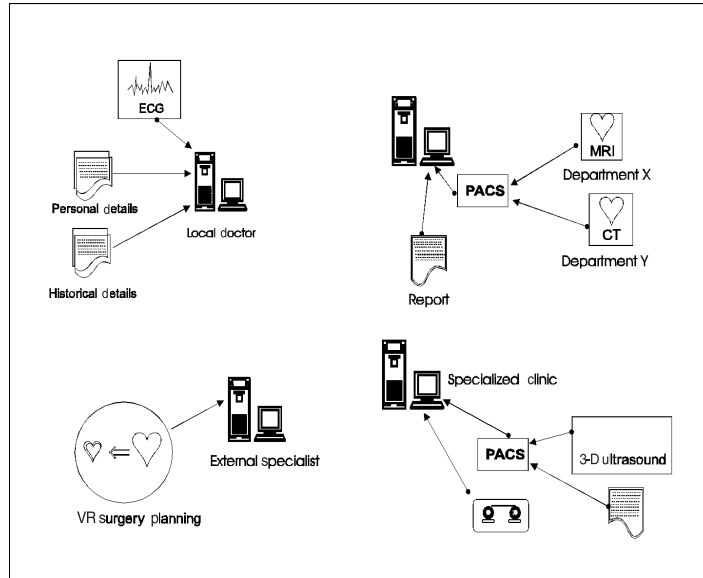 ECG
Personal details
Local doctor
Historical details
MRI
PACS
Department X
CT
Department Y
Report
External specialist
VR surgery planning
Specialized clinic
PACS
3-D ultrasound